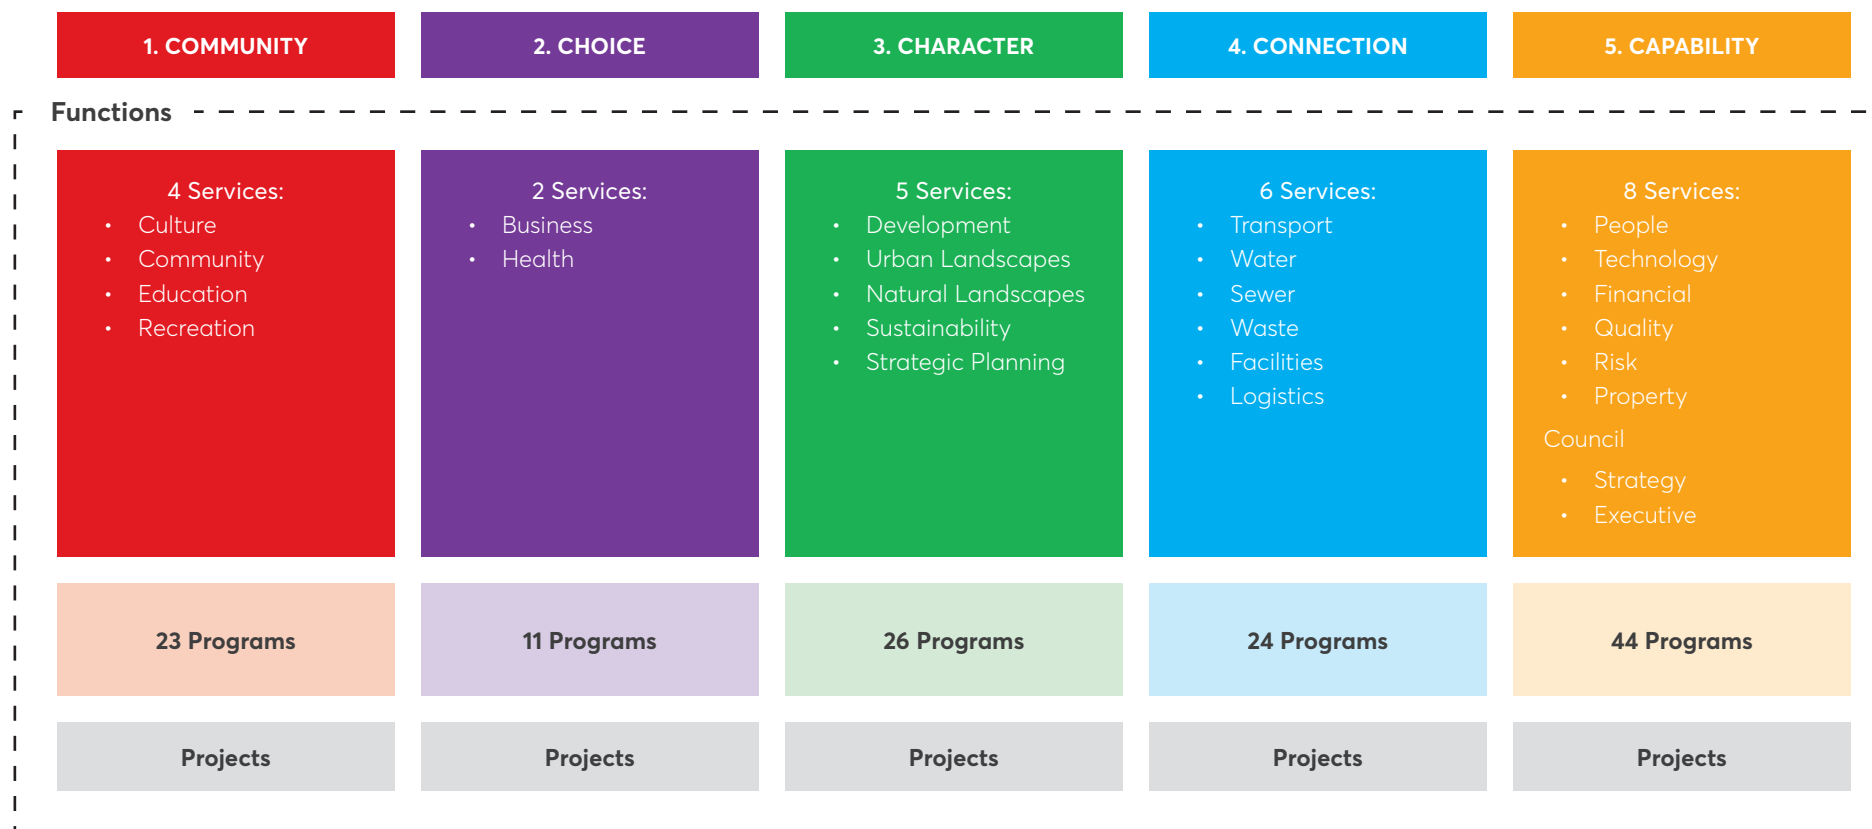 1. COMMUNITY
2. CHOICE
3. CHARACTER
4. CONNECTION
5. CAPABILITY
Functions
4 Services:
• Culture
• Community
• Education
• Recreation
2 Services:
• Business
• Health
5 Services:
• Development
• Urban Landscapes
• Natural Landscapes
• Sustainability
• Strategic Planning
6 Services:
• Transport
• Water
• Sewer
• Waste
• Facilities
• Logistics
8 Services:
• People
• Technology
• Financial
• Quality
• Risk
• Property
Council
• Strategy
• Executive
23 Programs
11 Programs
26 Programs
24 Programs
44 Programs
Projects
Projects
Projects
Projects
Projects